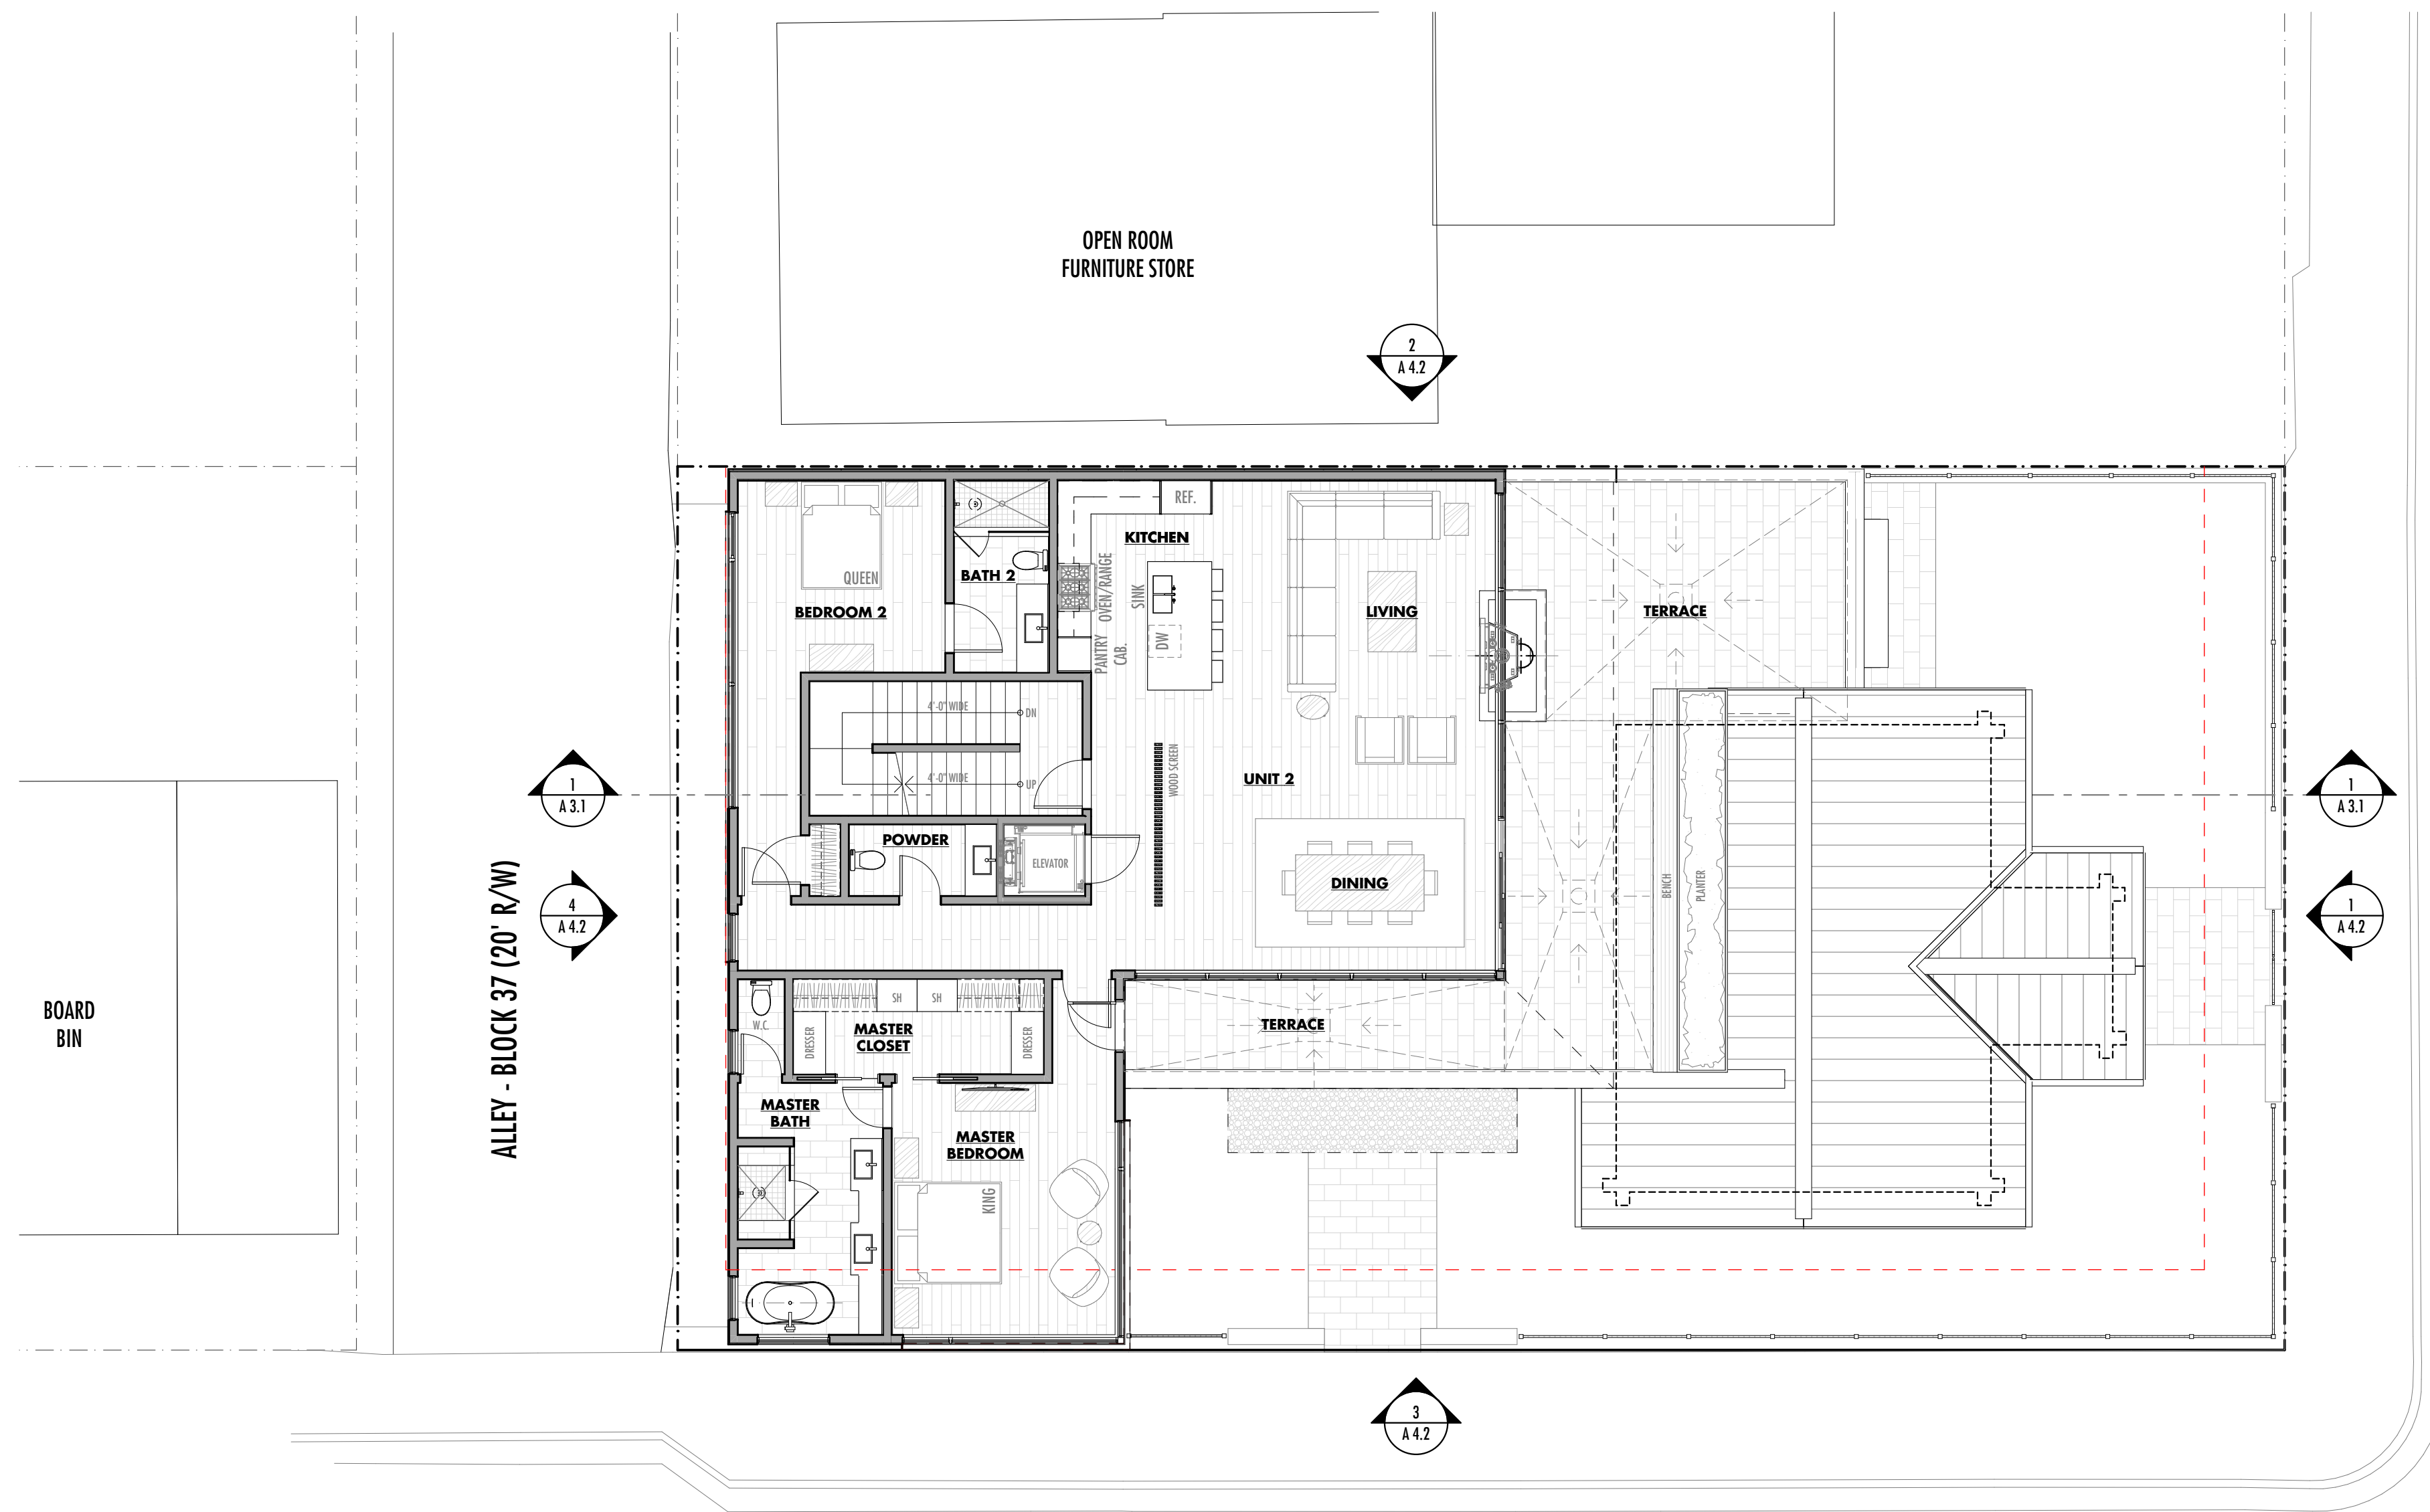 OPEN ROOM
FURNITURE STORE
2
A 4.2
REF.
KITCHEN
QUEEN
BATH 2
OVEN/RANGE
SINK
BEDROOM 2
LIVING
TERRACE
DW
PANTRY
CAB.
4'-0" WIDE
DN
WOOD SCREEN
UNIT 2
4'-0" WIDE
UP
1
A 3.1
1
A 3.1
POWDER
ELEVATOR
DINING
BENCH
PLANTER
4
A 4.2
1
A 4.2
ALLEY - BLOCK 37 (20' R/W)
BOARD
BIN
SH
SH
W.C.
DRESSER
MASTER
CLOSET
DRESSER
TERRACE
MASTER
BATH
MASTER
BEDROOM
KING
3
A 4.2